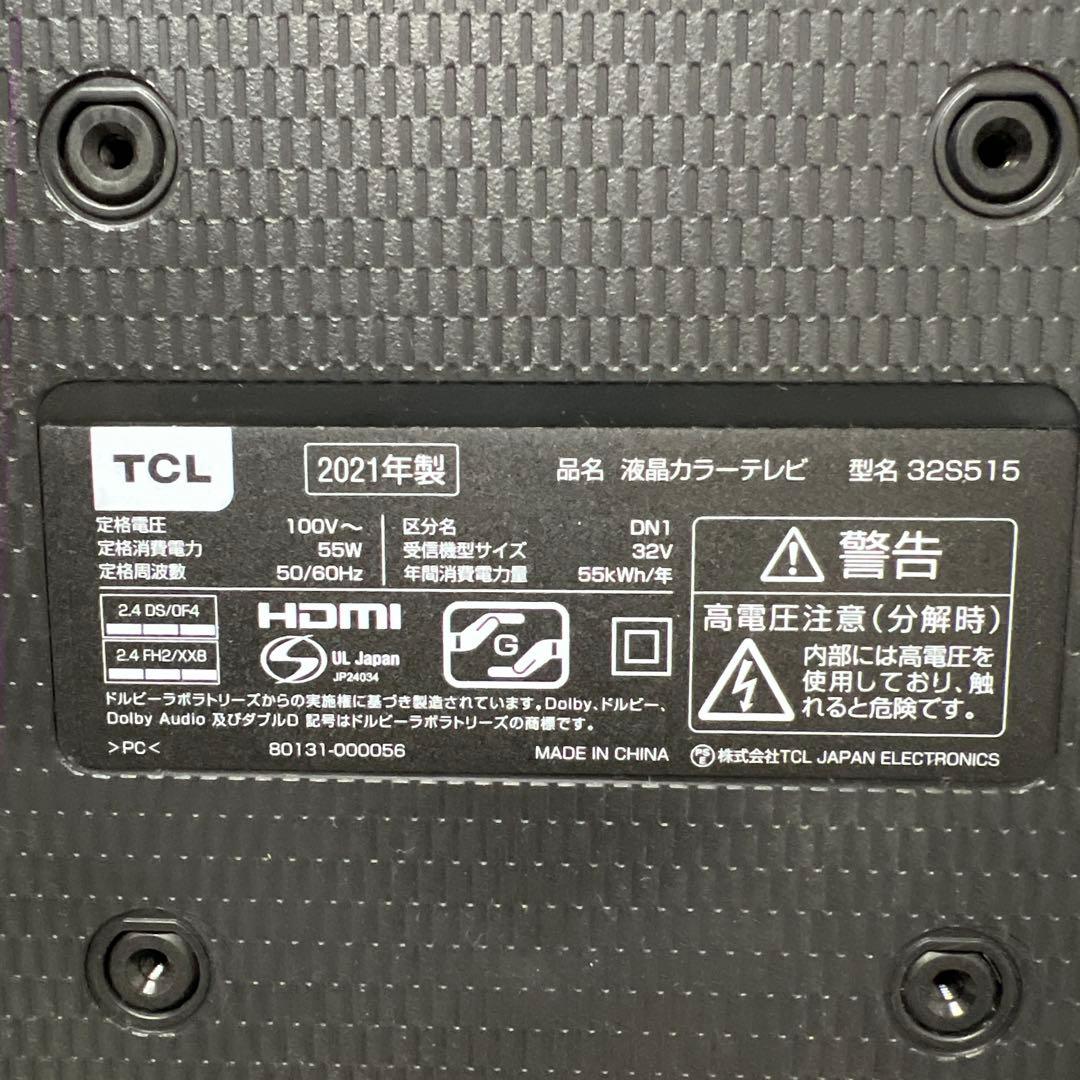 TCL 2021年製 品名 液晶カラーテレビ 型名 32S515
定格電圧 100V～
定格消費電力 55W
定格周波数 50/60Hz
区分名 DN1
受信機型サイズ 32V
年間消費電力量 55kWh/年
2.4 DS/0F4
2.4 FH2/XX8
HDMI
S UL Japan
JP24034
G
ドルビーラボラトリーズからの実施権に基づき製造されています。Dolby、ドルビー、
Dolby Audio 及びダブルD 記号はドルビーラボラトリーズの商標です。
>PC< 80131-000056 MADE IN CHINA
警告
高電圧注意(分解時)
内部には高電圧を
使用しており、触
れると危険です。
PSE 株式会社TCL JAPAN ELECTRONICS